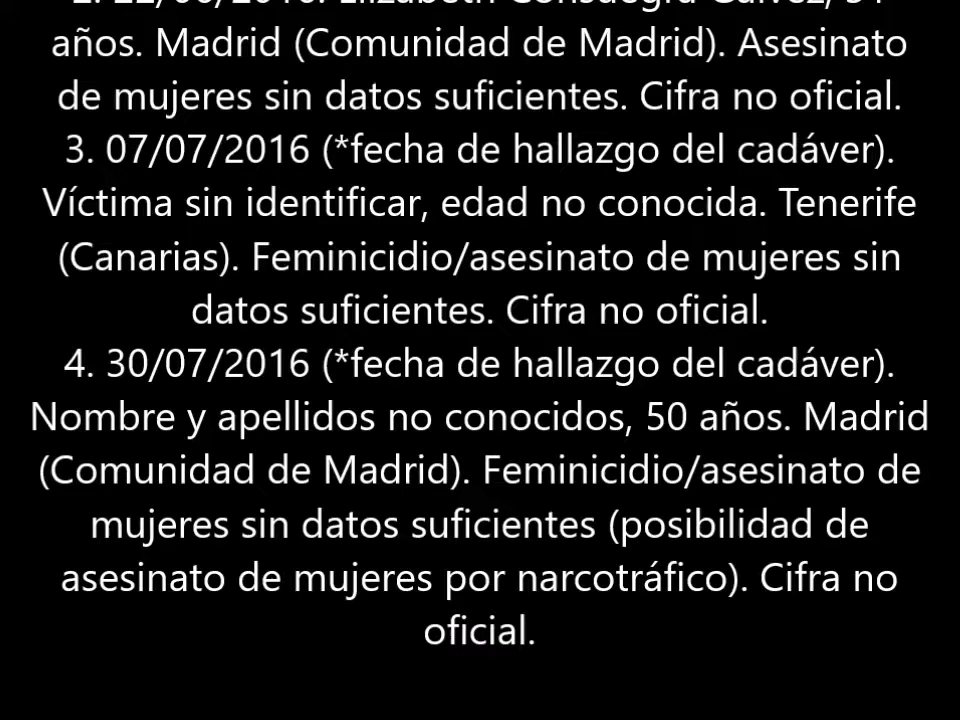 años. Madrid (Comunidad de Madrid). Asesinato
de mujeres sin datos suficientes. Cifra no oficial.
3. 07/07/2016 (*fecha de hallazgo del cadáver).
Víctima sin identificar, edad no conocida. Tenerife
(Canarias). Feminicidio/asesinato de mujeres sin
datos suficientes. Cifra no oficial.
4. 30/07/2016 (*fecha de hallazgo del cadáver).
Nombre y apellidos no conocidos, 50 años. Madrid
(Comunidad de Madrid). Feminicidio/asesinato de
mujeres sin datos suficientes (posibilidad de
asesinato de mujeres por narcotráfico). Cifra no
oficial.